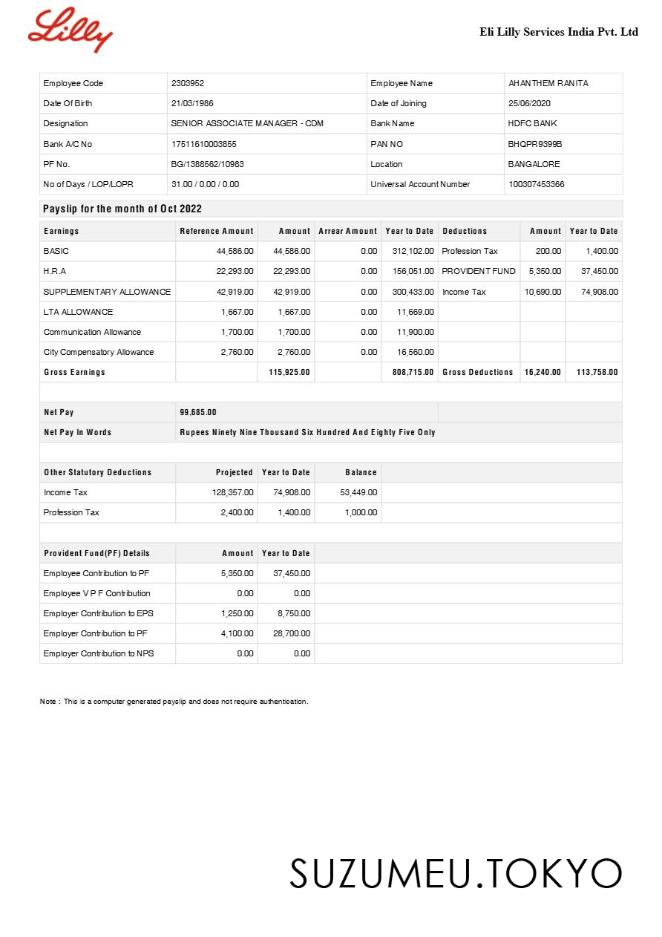 Lilly
Eli Lilly Services India Pvt. Ltd
Employee Code 2303952 Employee Name AHANTHEM RANITA
Date Of Birth 21/03/1986 Date of Joining 25/06/2020
Designation SENIOR ASSOCIATE MANAGER - CDM Bank Name HDFC BANK
Bank A/C No 17511610003855 PAN NO BHQPR9399B
PF No. BG/1388562/10983 Location BANGALORE
No of Days / LOP/LOPR 31.00 / 0.00 / 0.00 Universal Account Number 100307453366
Payslip for the month of Oct 2022
Earnings Reference Amount Amount Arrear Amount Year to Date Deductions Amount Year to Date
BASIC 44,586.00 44,586.00 0.00 312,102.00 Profession Tax 200.00 1,400.00
H.R.A 22,293.00 22,293.00 0.00 156,051.00 PROVIDENT FUND 5,350.00 37,450.00
SUPPLEMENTARY ALLOWANCE 42,919.00 42,919.00 0.00 300,433.00 Income Tax 10,690.00 74,908.00
LTA ALLOWANCE 1,667.00 1,667.00 0.00 11,669.00
Communication Allowance 1,700.00 1,700.00 0.00 11,900.00
City Compensatory Allowance 2,760.00 2,760.00 0.00 16,560.00
Gross Earnings 115,925.00 808,715.00 Gross Deductions 16,240.00 113,758.00
Net Pay 99,685.00
Net Pay In Words Rupees Ninety Nine Thousand Six Hundred And Eighty Five Only
Other Statutory Deductions Projected Year to Date Balance
Income Tax 128,357.00 74,908.00 53,449.00
Profession Tax 2,400.00 1,400.00 1,000.00
Provident Fund(PF) Details Amount Year to Date
Employee Contribution to PF 5,350.00 37,450.00
Employee V P F Contribution 0.00 0.00
Employer Contribution to EPS 1,250.00 8,750.00
Employer Contribution to PF 4,100.00 28,700.00
Employer Contribution to NPS 0.00 0.00
Note : This is a computer generated payslip and does not require authentication.
SUZUMEU.TOKYO